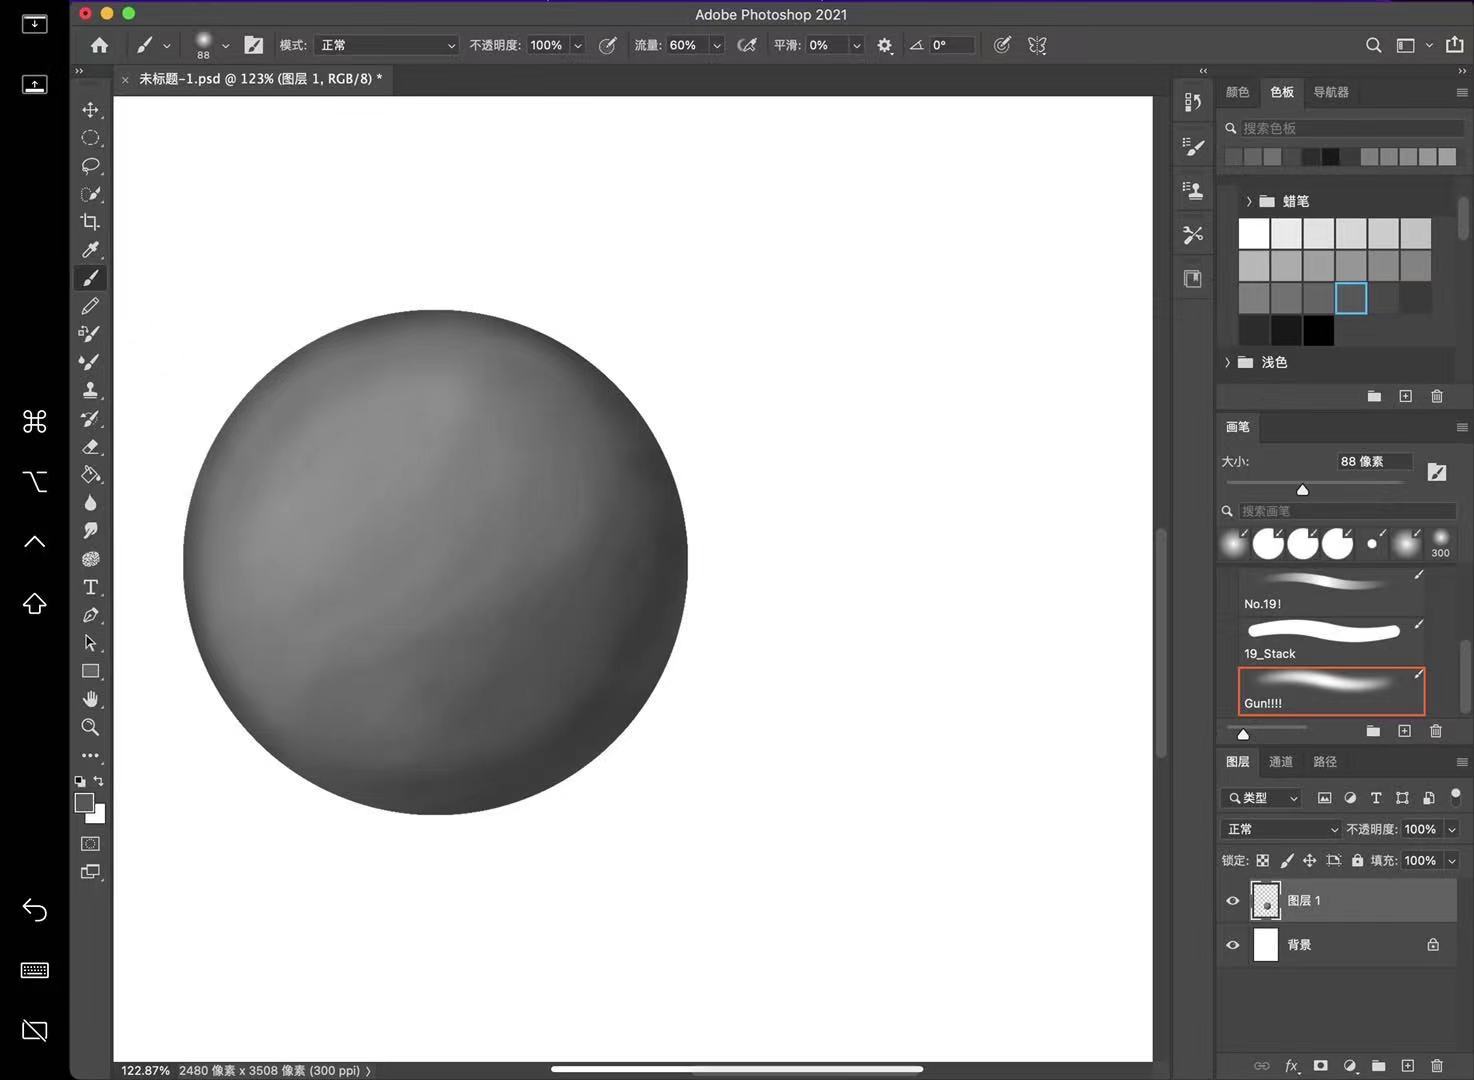 Adobe Photoshop 2021
88
模式: 正常
不透明度: 100%
流量: 60%
平滑: 0%
0°
× 未标题-1.psd @ 123% (图层 1, RGB/8) *
颜色 色板 导航器
搜索色板
蜡笔
浅色
画笔
大小: 88 像素
搜索画笔
300
No.19!
19_Stack
Gun!!!!
图层 通道 路径
类型
正常 不透明度: 100%
锁定: 填充: 100%
图层 1
背景
fx
122.87% 2480 像素 x 3508 像素 (300 ppi)